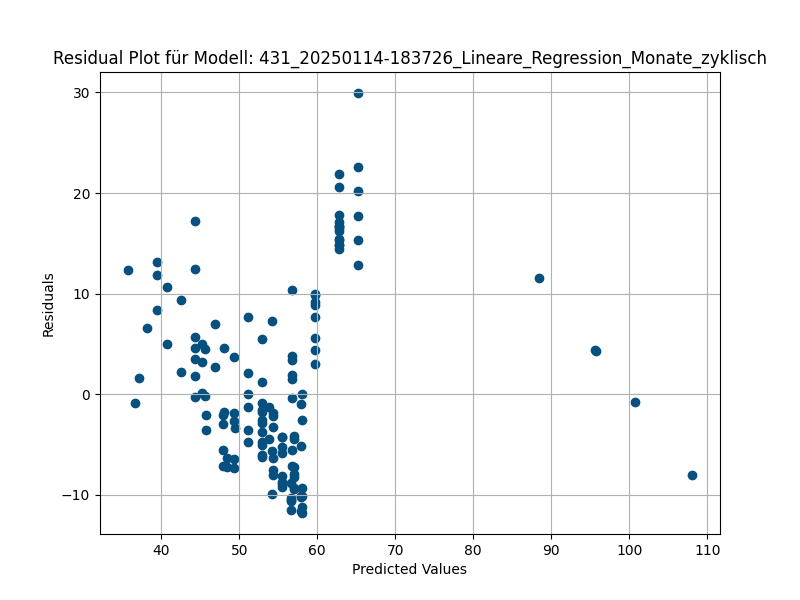 Residual Plot für Modell: 431_20250114-183726_Lineare_Regression_Monate_zyklisch
30
20
10
0
−10
Residuals
40 50 60 70 80 90 100 110
Predicted Values